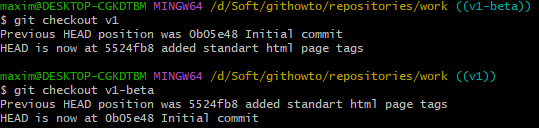 maxim@DESKTOP-CGKDTBM MINGW64 /d/Soft/githowto/repositories/work ((v1-beta))
$ git checkout v1
Previous HEAD position was 0b05e48 Initial commit
HEAD is now at 5524fb8 added standart html page tags
maxim@DESKTOP-CGKDTBM MINGW64 /d/Soft/githowto/repositories/work ((v1))
$ git checkout v1-beta
Previous HEAD position was 5524fb8 added standart html page tags
HEAD is now at 0b05e48 Initial commit